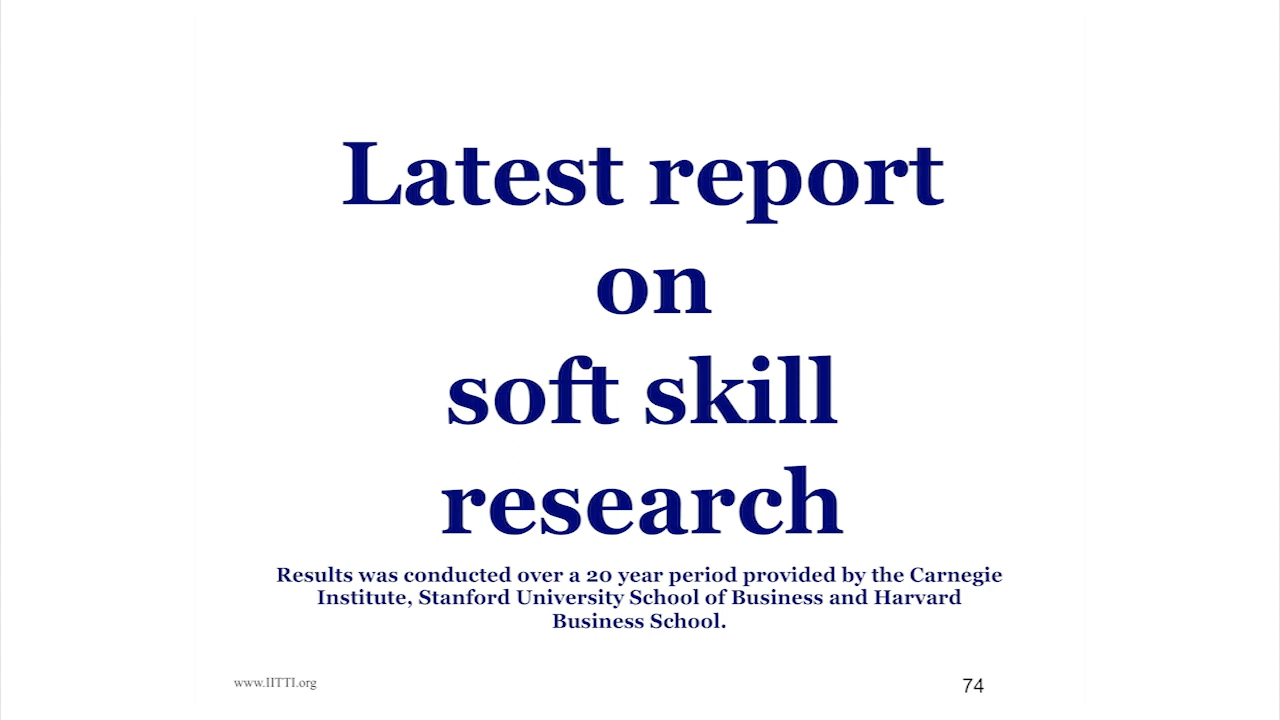 Latest report
on
soft skill
research
Results was conducted over a 20 year period provided by the Carnegie
Institute, Stanford University School of Business and Harvard
Business School.
www.IITTI.org
74